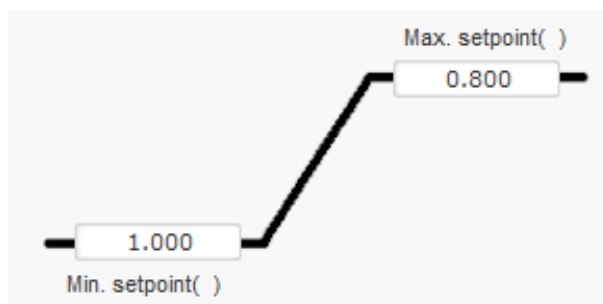 Max. setpoint( )
0.800
1.000
Min. setpoint( )